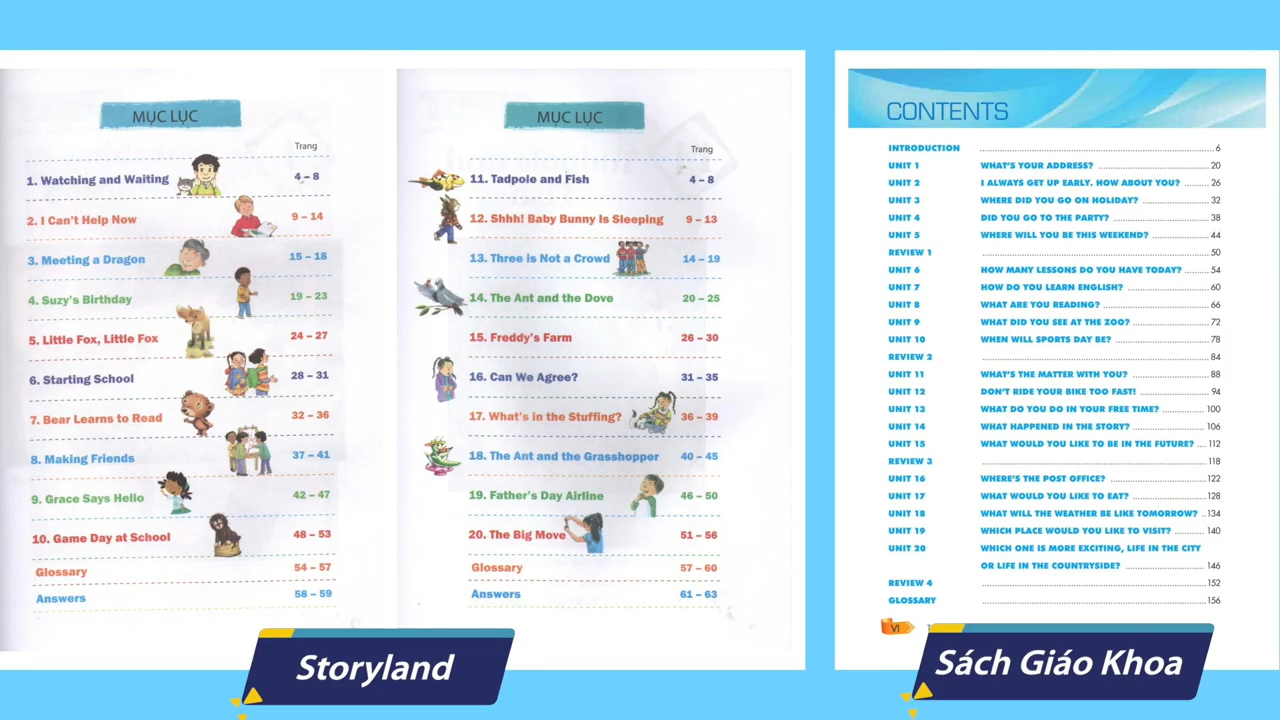 MỤC LỤC
Trang
1. Watching and Waiting 4 – 8
2. I Can't Help Now 9 – 14
3. Meeting a Dragon 15 – 18
4. Suzy's Birthday 19 – 23
5. Little Fox, Little Fox 24 – 27
6. Starting School 28 – 31
7. Bear Learns to Read 32 – 36
8. Making Friends 37 – 41
9. Grace Says Hello 42 – 47
10. Game Day at School 48 – 53
Glossary 54 – 57
Answers 58 – 59
MỤC LỤC
Trang
11. Tadpole and Fish 4 – 8
12. Shhh! Baby Bunny Is Sleeping 9 – 13
13. Three is Not a Crowd 14 – 19
14. The Ant and the Dove 20 – 25
15. Freddy's Farm 26 – 30
16. Can We Agree? 31 – 35
17. What's in the Stuffing? 36 – 39
18. The Ant and the Grasshopper 40 – 45
19. Father's Day Airline 46 – 50
20. The Big Move 51 – 56
Glossary 57 – 60
Answers 61 – 63
Storyland
CONTENTS
INTRODUCTION 6
UNIT 1 WHAT'S YOUR ADDRESS? 20
UNIT 2 I ALWAYS GET UP EARLY. HOW ABOUT YOU? 26
UNIT 3 WHERE DID YOU GO ON HOLIDAY? 32
UNIT 4 DID YOU GO TO THE PARTY? 38
UNIT 5 WHERE WILL YOU BE THIS WEEKEND? 44
REVIEW 1 50
UNIT 6 HOW MANY LESSONS DO YOU HAVE TODAY? 54
UNIT 7 HOW DO YOU LEARN ENGLISH? 60
UNIT 8 WHAT ARE YOU READING? 66
UNIT 9 WHAT DID YOU SEE AT THE ZOO? 72
UNIT 10 WHEN WILL SPORTS DAY BE? 78
REVIEW 2 84
UNIT 11 WHAT'S THE MATTER WITH YOU? 88
UNIT 12 DON'T RIDE YOUR BIKE TOO FAST! 94
UNIT 13 WHAT DO YOU DO IN YOUR FREE TIME? 100
UNIT 14 WHAT HAPPENED IN THE STORY? 106
UNIT 15 WHAT WOULD YOU LIKE TO BE IN THE FUTURE? 112
REVIEW 3 118
UNIT 16 WHERE'S THE POST OFFICE? 122
UNIT 17 WHAT WOULD YOU LIKE TO EAT? 128
UNIT 18 WHAT WILL THE WEATHER BE LIKE TOMORROW? 134
UNIT 19 WHICH PLACE WOULD YOU LIKE TO VISIT? 140
UNIT 20 WHICH ONE IS MORE EXCITING, LIFE IN THE CITY
OR LIFE IN THE COUNTRYSIDE? 146
REVIEW 4 152
GLOSSARY 156
VI
Sách Giáo Khoa